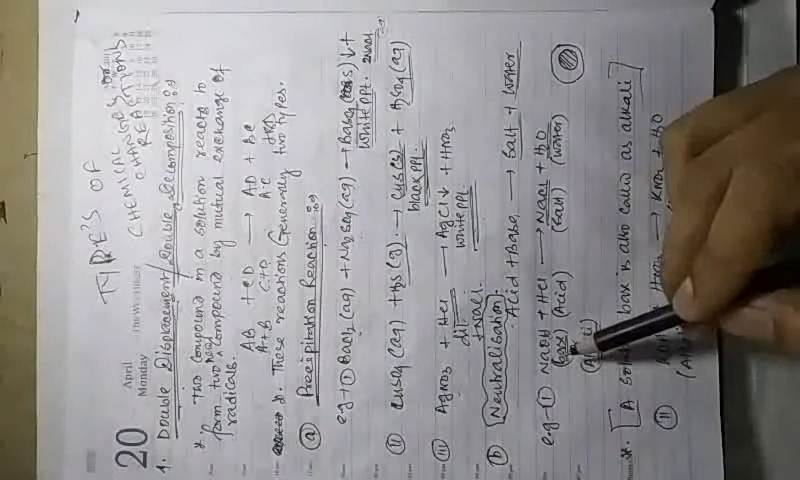 20
April
Monday
TYPE'S OF
CHEMICAL CHANGES or
REACTIONS
1. Double Displacement/Double decomposition :→
* Two compound in a solution reacts to
form two new compound by mutual exchange of
radicals.
AB + CD → AD + BC
*. These reactions Generally two types.
(a) Precipitation Reaction :→
e.g → (I) BaCl2 (aq) + Na2SO4 (aq) → BaSO4 (s)↓ +
White PPt. 2NaCl
(II) CuSO4 (aq) + H2S (g) → CuS(s) + H2SO4 (aq)
black PPt.
(III) AgNO3 + HCl → AgCl↓ + HNO3
dil White PPt
+ NaCl.
(b) Neutralisation.
Acid + Base → Salt + Water
e.g → (I) NaOH + HCl → NaCl + H2O
(base) (Acid) (Salt) (Water)
*. [A base is also called as alkali]
(II) HNO3 → KNO3 + H2O